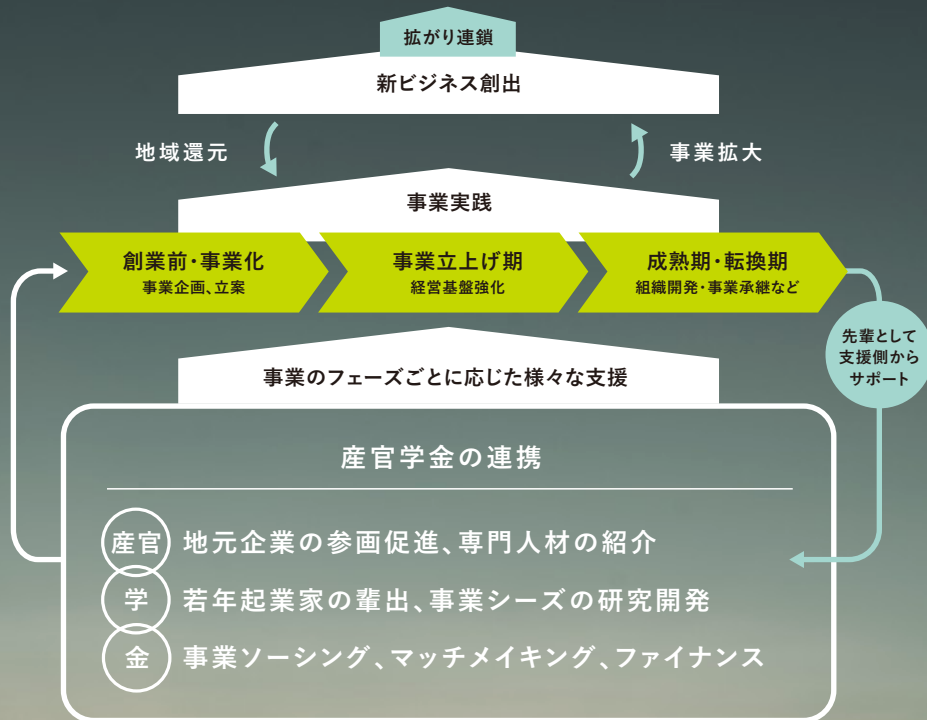 拡がり連鎖
新ビジネス創出
地域還元
事業拡大
事業実践
創業前・事業化
事業企画、立案
事業立上げ期
経営基盤強化
成熟期・転換期
組織開発・事業承継など
先輩として
支援側から
サポート
事業のフェーズごとに応じた様々な支援
産官学金の連携
産官 地元企業の参画促進、専門人材の紹介
学 若年起業家の輩出、事業シーズの研究開発
金 事業ソーシング、マッチメイキング、ファイナンス